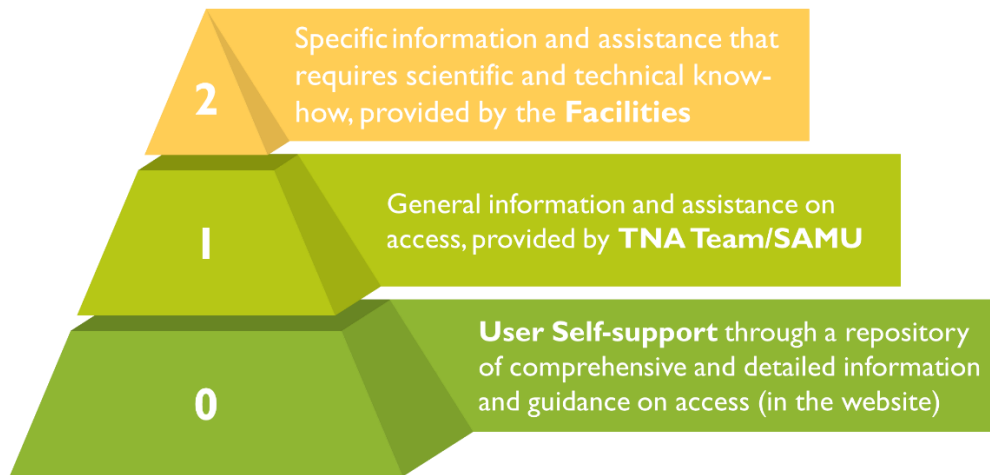 2
Specific information and assistance that
requires scientific and technical know-
how, provided by the Facilities
1
General information and assistance on
access, provided by TNA Team/SAMU
0
User Self-support through a repository
of comprehensive and detailed information
and guidance on access (in the website)